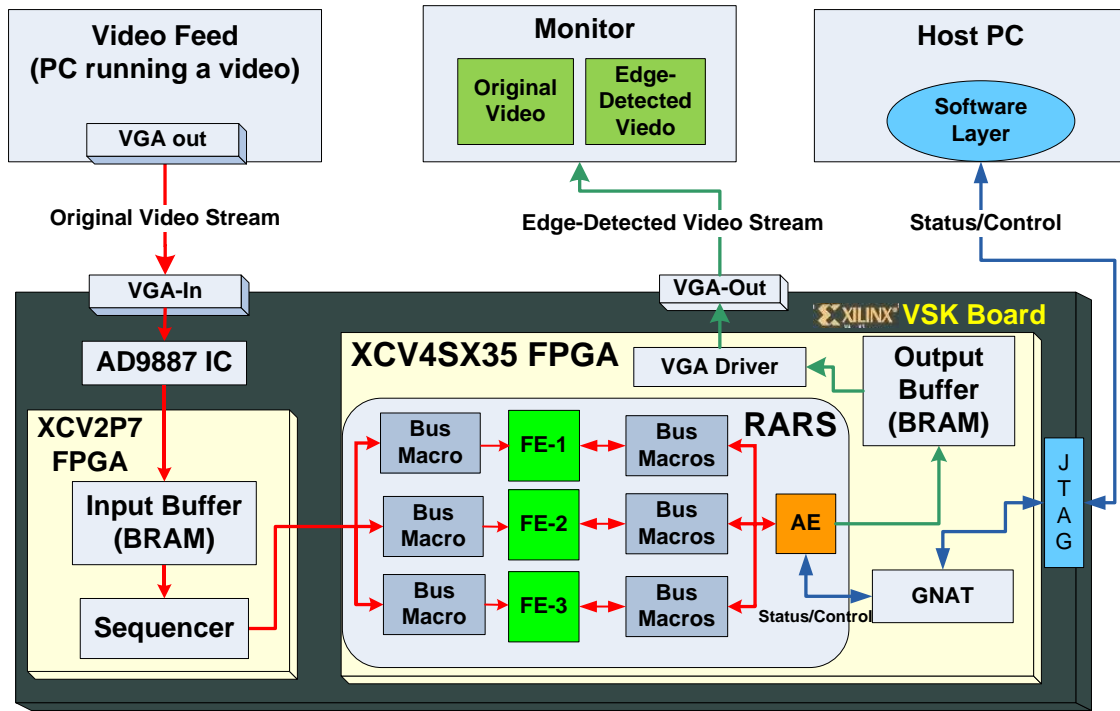 Video Feed
(PC running a video)
VGA out
Monitor
Original
Video
Edge-
Detected
Viedo
Host PC
Software
Layer
Original Video Stream
Edge-Detected Video Stream
Status/Control
VGA-In
VGA-Out
XILINX
VSK Board
AD9887 IC
XCV4SX35 FPGA
VGA Driver
Output
Buffer
(BRAM)
XCV2P7
FPGA
Input Buffer
(BRAM)
Sequencer
RARS
Bus
Macro
FE-1
Bus
Macros
Bus
Macro
FE-2
Bus
Macros
Bus
Macro
FE-3
Bus
Macros
AE
Status/Control
GNAT
J
T
A
G